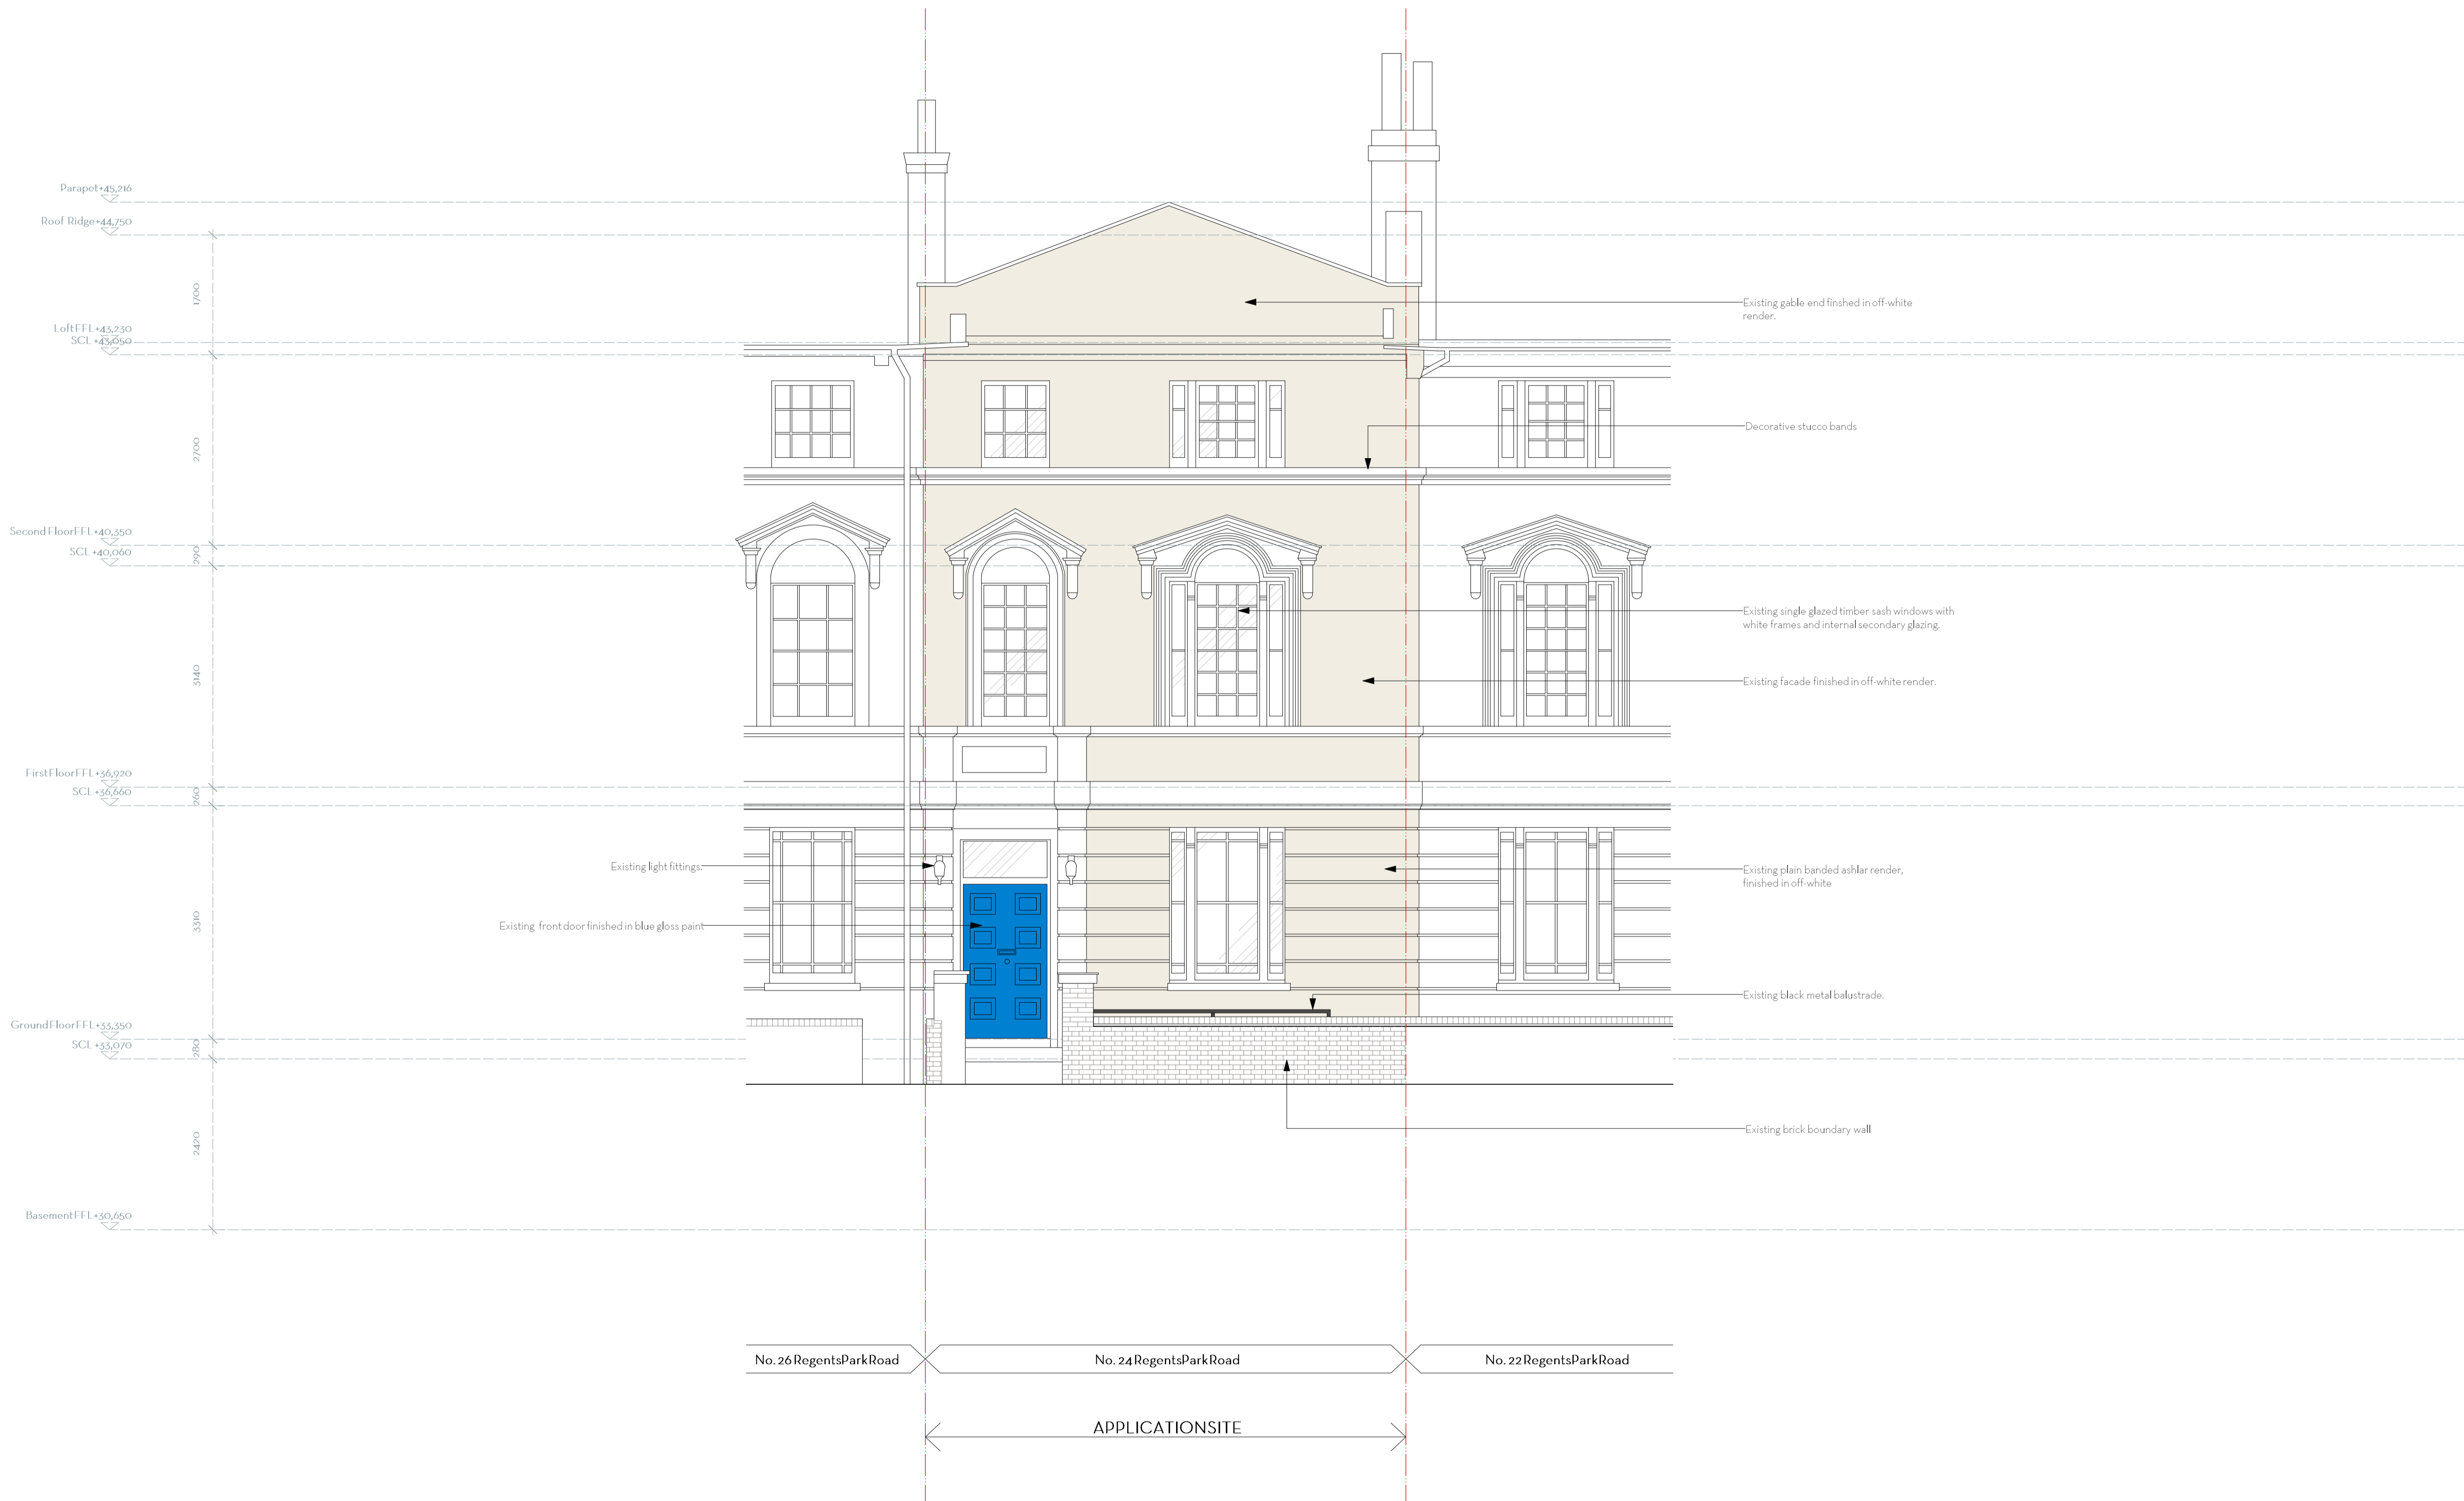 Parapet+45,216
Roof Ridge+44,750
1700
Loft FFL+43,230
SCL +43,050
2700
Second Floor FFL+40,350
SCL +40,060
290
3140
First Floor FFL+36,920
SCL +36,660
260
3310
Ground Floor FFL+33,350
SCL +33,070
280
2420
Basement FFL+30,650
Existing light fittings.
Existing front door finished in blue gloss paint
Existing gable end finshed in off-white
render.
Decorative stucco bands
Existing single glazed timber sash windows with
white frames and internal secondary glazing.
Existing facade finished in off-white render.
Existing plain banded ashlar render,
finished in off-white
Existing black metal balustrade.
Existing brick boundary wall
No. 26 Regents Park Road
No. 24 Regents Park Road
No. 22 Regents Park Road
APPLICATION SITE